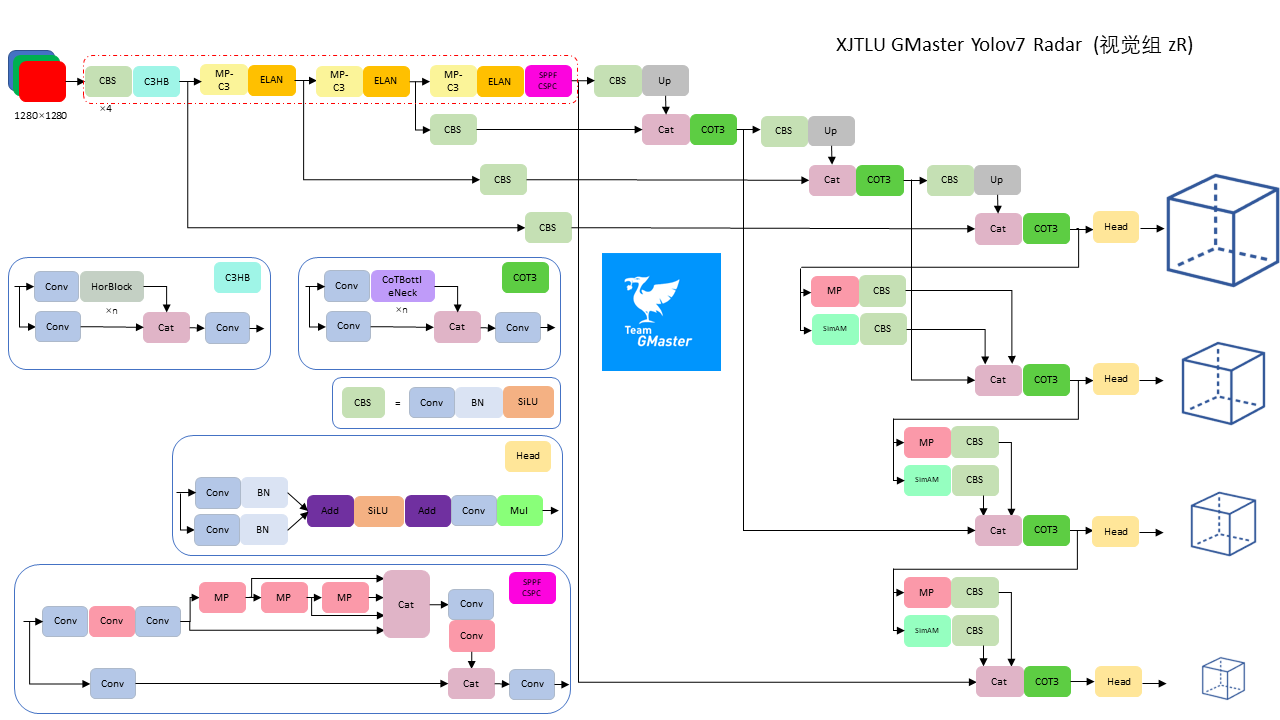 XJTLU GMaster Yolov7 Radar (视觉组 zR)
1280×1280
CBS
×4
C3HB
MP-
C3
ELAN
MP-
C3
ELAN
MP-
C3
ELAN
SPPF
CSPC
CBS
Up
CBS
Cat
COT3
CBS
Up
CBS
Cat
COT3
CBS
Up
CBS
Cat
COT3
Head
C3HB
Conv
HorBlock
×n
Conv
Cat
Conv
COT3
Conv
CoTBottl
eNeck
×n
Conv
Cat
Conv
Team
GMaster
MP
CBS
SimAM
CBS
Cat
COT3
Head
CBS
=
Conv
BN
SiLU
MP
CBS
SimAM
CBS
Cat
COT3
Head
Head
Conv
BN
Conv
BN
Add
SiLU
Add
Conv
Mul
SPPF
CSPC
Conv
Conv
Conv
MP
MP
MP
Cat
Conv
Conv
Conv
Cat
Conv
MP
CBS
SimAM
CBS
Cat
COT3
Head